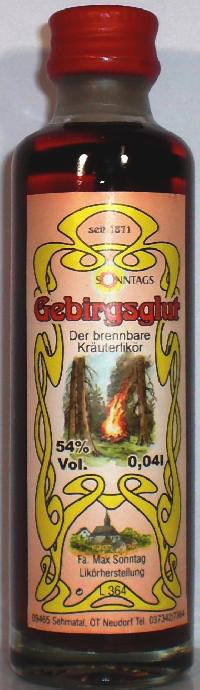 seit 1871
SONNTAGS
Gebirgsglut
Der brennbare
Kräuterlikör
54%
Vol. 0,04l
Fa. Max Sonntag
Likörherstellung
L 364
09465 Sehmatal, OT Neudorf Tel. 037342/7364